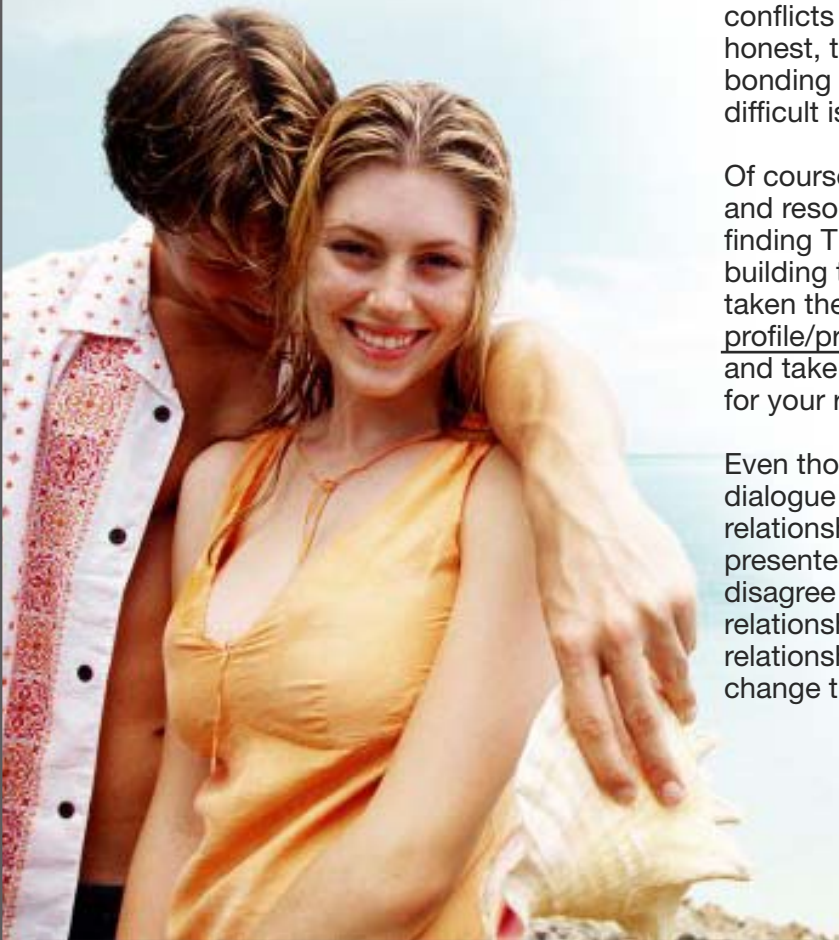 conflicts
honest, t
bonding
difficult is
Of course
and reso
finding T
building t
taken the
profile/pr
and take
for your r
Even tho
dialogue
relationsh
presente
disagree
relationsh
relationsh
change t